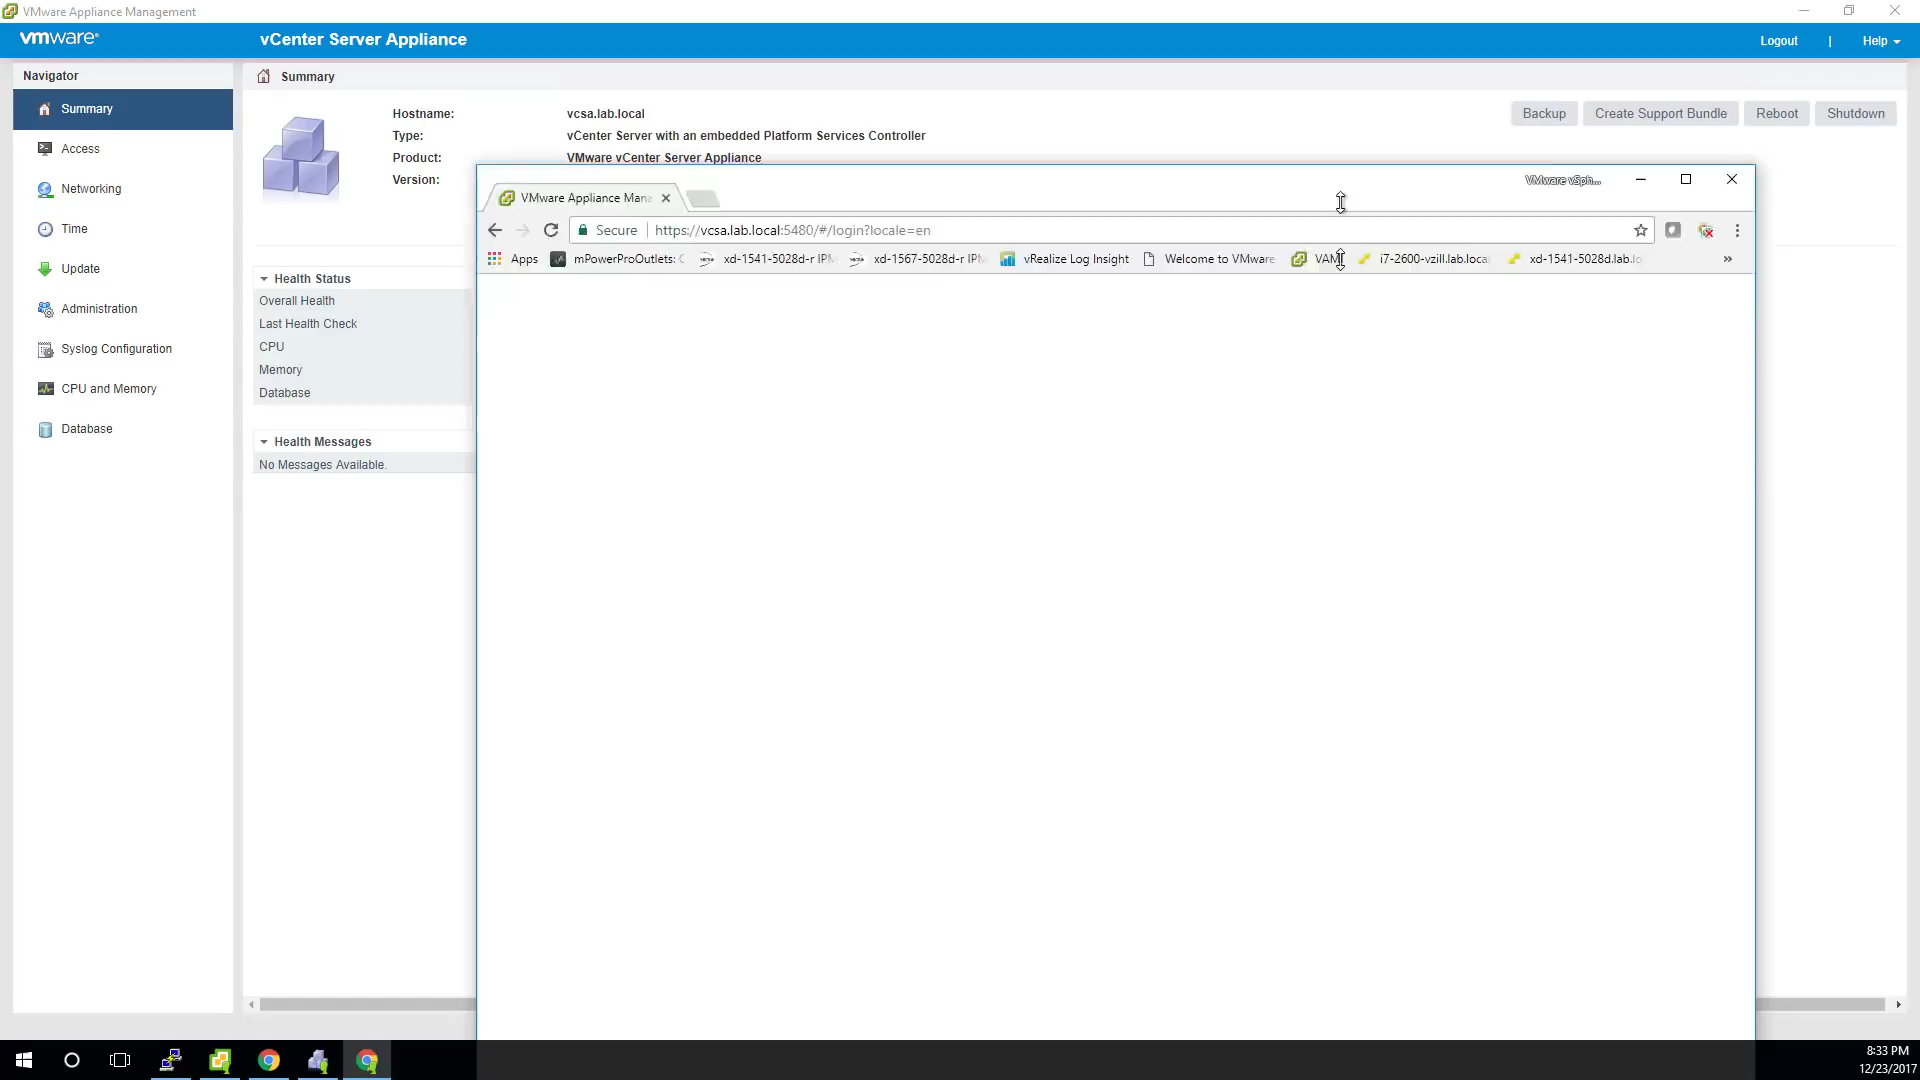 VMware Appliance Management
vmware
vCenter Server Appliance
Logout | Help
Navigator
Summary
Access
Networking
Time
Update
Administration
Syslog Configuration
CPU and Memory
Database
Summary
Hostname: vcsa.lab.local
Type: vCenter Server with an embedded Platform Services Controller
Product: VMware vCenter Server Appliance
Version:
Backup Create Support Bundle Reboot Shutdown
Health Status
Overall Health
Last Health Check
CPU
Memory
Database
Health Messages
No Messages Available.
VMware Appliance Mana
VMware vSph...
Secure https://vcsa.lab.local:5480/#/login?locale=en
Apps mPowerProOutlets: xd-1541-5028d-r IPM xd-1567-5028d-r IPM vRealize Log Insight Welcome to VMware VAMI i7-2600-vzill.local xd-1541-5028d.lab.lo »
8:33 PM
12/23/2017